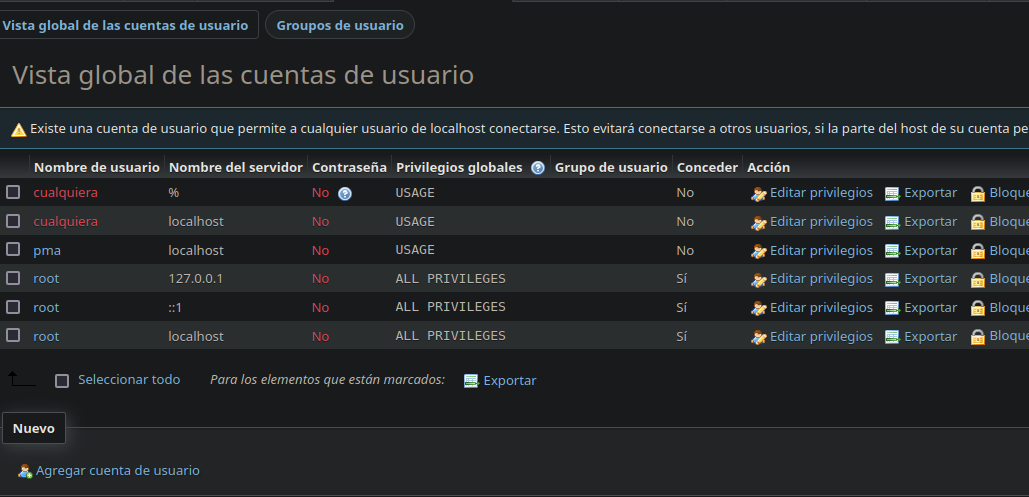 Vista global de las cuentas de usuario Groupos de usuario
Vista global de las cuentas de usuario
Existe una cuenta de usuario que permite a cualquier usuario de localhost conectarse. Esto evitará conectarse a otros usuarios, si la parte del host de su cuenta pe
Nombre de usuario Nombre del servidor Contraseña Privilegios globales Grupo de usuario Conceder Acción
cualquiera % No USAGE No Editar privilegios Exportar Bloque
cualquiera localhost No USAGE No Editar privilegios Exportar Bloque
pma localhost No USAGE No Editar privilegios Exportar Bloque
root 127.0.0.1 No ALL PRIVILEGES Sí Editar privilegios Exportar Bloque
root ::1 No ALL PRIVILEGES Sí Editar privilegios Exportar Bloque
root localhost No ALL PRIVILEGES Sí Editar privilegios Exportar Bloque
Seleccionar todo Para los elementos que están marcados: Exportar
Nuevo
Agregar cuenta de usuario